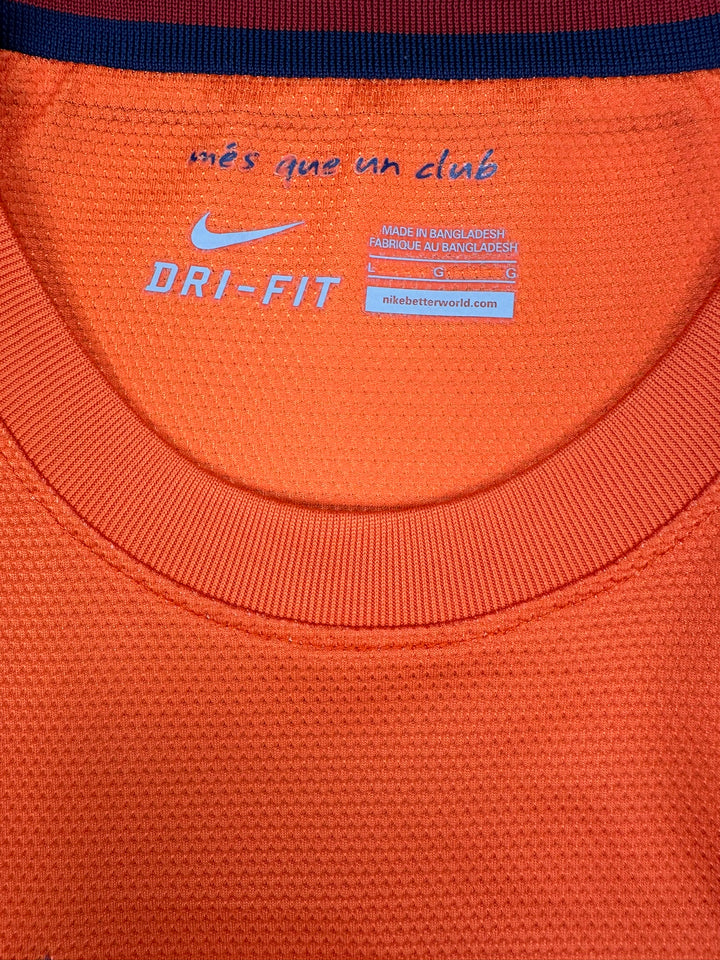 més que un club
DRI-FIT
MADE IN BANGLADESH
FABRIQUE AU BANGLADESH
L G G
nikebetterworld.com